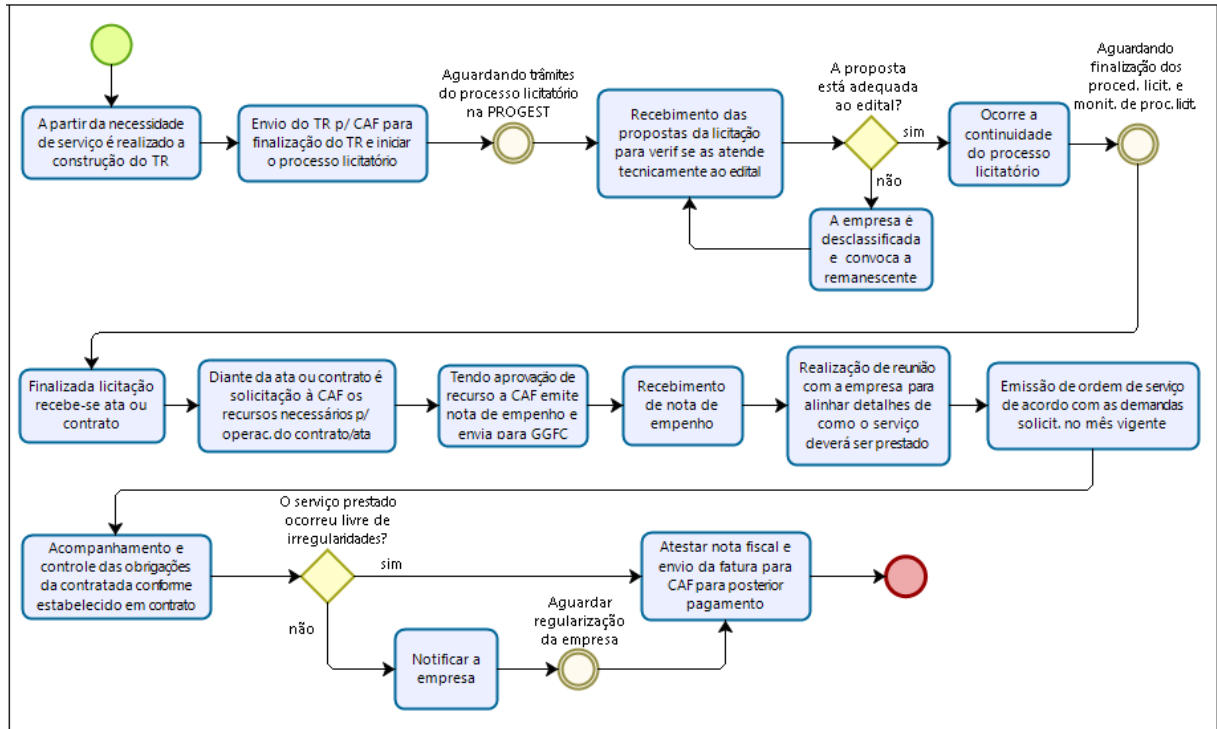 A partir da necessidade
de serviço é realizado a
construção do TR
Envio do TR p/ CAF para
finalização do TR e iniciar
o processo licitatório
Aguardando trâmites
do processo licitatório
na PROGEST
Recebimento das
propostas da licitação
para verif se as atende
tecnicamente ao edital
A proposta
está adequada
ao edital?
sim
não
A empresa é
desclassificada
e convoca a
remanescente
Ocorre a
continuidade
do processo
licitatório
Aguardando
finalização dos
proced. licit. e
monit. de proc.licit.
Finalizada licitação
recebe-se ata ou
contrato
Diante da ata ou contrato é
solicitação à CAF os
recursos necessários p/
operac. do contrato/ata
Tendo aprovação de
recurso a CAF emite
nota de empenho e
envia para GGFC
Recebimento
de nota de
empenho
Realização de reunião
com a empresa para
alinhar detalhes de
como o serviço
deverá ser prestado
Emissão de ordem de serviço
de acordo com as demandas
solicit. no mês vigente
Acompanhamento e
controle das obrigações
da contratada conforme
estabelecido em contrato
O serviço prestado
ocorreu livre de
irregularidades?
sim
não
Notificar a
empresa
Aguardar
regularização
da empresa
Atestar nota fiscal e
envio da fatura para
CAF para posterior
pagamento